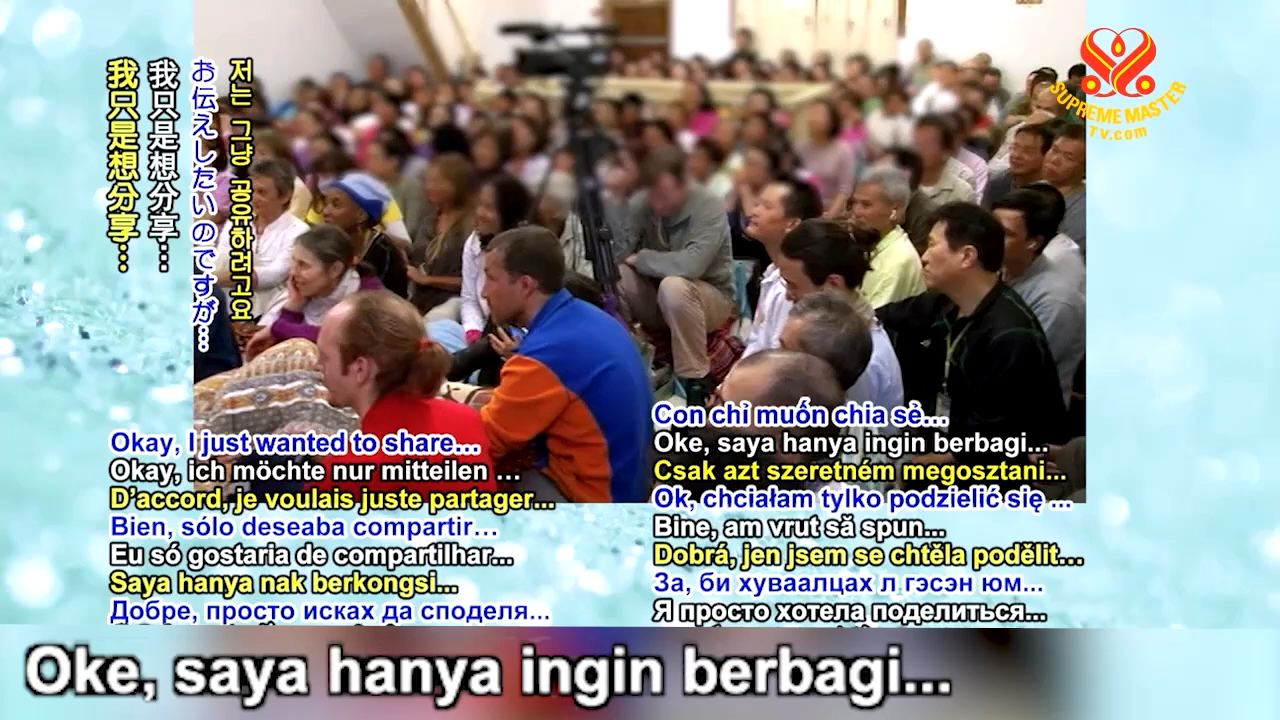 我只是想分享…
我只是想分享…
お伝えしたいのですが…
저는 그냥 공유하려고요
SUPREME MASTER
TV.com
Okay, I just wanted to share...
Okay, ich möchte nur mitteilen …
D’accord, je voulais juste partager...
Bien, sólo deseaba compartir…
Eu só gostaria de compartilhar...
Saya hanya nak berkongsi...
Добре, просто исках да споделя...
Con chỉ muốn chia sẻ…
Oke, saya hanya ingin berbagi...
Csak azt szeretném megosztani...
Ok, chciałam tylko podzielić się ...
Bine, am vrut să spun...
Dobrá, jen jsem se chtěla podělit…
За, би хуваалцах л гэсэн юм...
Я просто хотела поделиться...
Oke, saya hanya ingin berbagi...